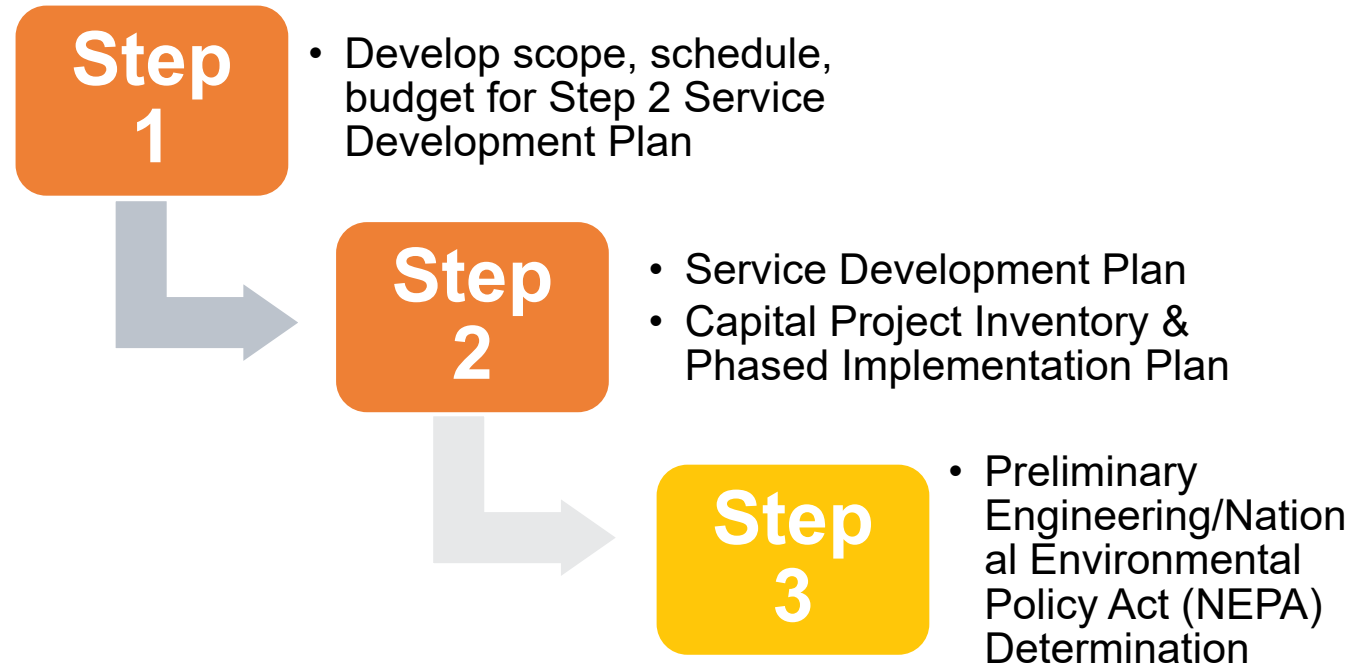 Step
1
• Develop scope, schedule,
budget for Step 2 Service
Development Plan
Step
2
• Service Development Plan
• Capital Project Inventory &
Phased Implementation Plan
Step
3
• Preliminary
Engineering/Nation
al Environmental
Policy Act (NEPA)
Determination